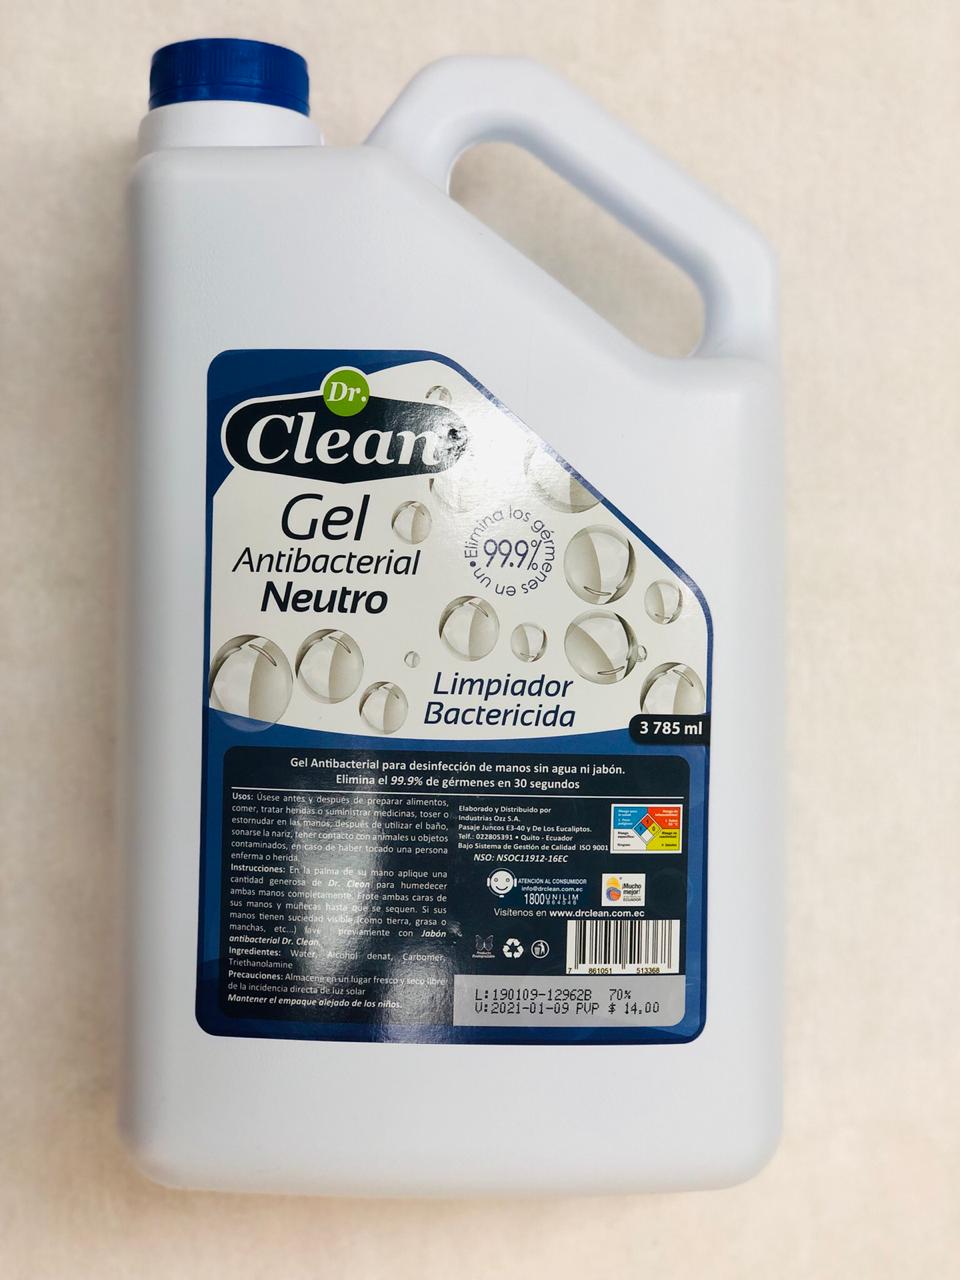 Dr.
Clean
Gel
Antibacterial
Neutro
Elimina los gérmenes en un
99.9%
Limpiador
Bactericida
3 785 ml
Gel Antibacterial para desinfección de manos sin agua ni jabón.
Elimina el 99.9% de gérmenes en 30 segundos
Usos: Úsese antes y después de preparar alimentos,
comer, tratar heridas o suministrar medicinas, toser o
estornudar en las manos, después de utilizar el baño,
sonarse la nariz, tener contacto con animales u objetos
contaminados, en caso de haber tocado una persona
enferma o herida.
Instrucciones: En la palma de su mano aplique una
cantidad generosa de Dr. Clean para humedecer
ambas manos completamente. Frote ambas caras de
sus manos y muñecas hasta que se sequen. Si sus
manos tienen suciedad visible (como tierra, grasa o
manchas, etc...) previamente con Jabón
antibacterial Dr. Clean.
Ingredientes: Water, Alcohol denat, Carbomer,
Triethanolamine
Precauciones: Almacene en un lugar fresco y seco libre
de la incidencia directa de luz solar
Mantener el empaque alejado de los niños.
Elaborado y Distribuido por
Industrias Ozz S.A.
Pasaje Juncos E3-40 y De Los Eucaliptos.
Telf.: 022805391 • Quito - Ecuador
Bajo Sistema de Gestión de Calidad ISO 9001
NSO: NSOC11912-16EC
ATENCIÓN AL CONSUMIDOR
info@drclean.com.ec
1800 UNILIM
864546
¡Mucho
mejor!
ECUADOR
Visítenos en www.drclean.com.ec
7 861051 513368
L:190109-12962B 70%
V:2021-01-09 PVP $ 14.00